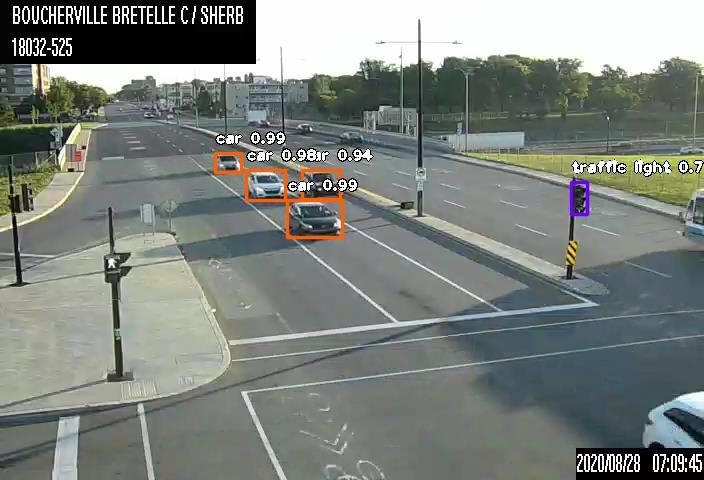 BOUCHERVILLE BRETELLE C / SHERB
18032-525
car 0.99
car 0.98
ar 0.94
car 0.99
traffic light 0.7
2020/08/28 07:09:45